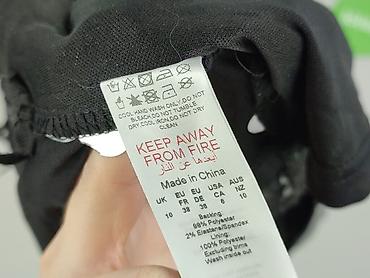 COOL HAND WASH ONLY,DO NOT
BLEACH,DO NOT TUMBLE
DRY COOL IRON,DO NOT DRY
CLEAN
KEEP AWAY
FROM FIRE
ابعدها عن النار
Made in China
UK EU EU USA AUS
FR DE CA NZ
10 38 38 6 10
Backing:
98% Polyester
2% Elastane/Spandex
Lining:
100% Polyester
Excluding trims
Wash inside out